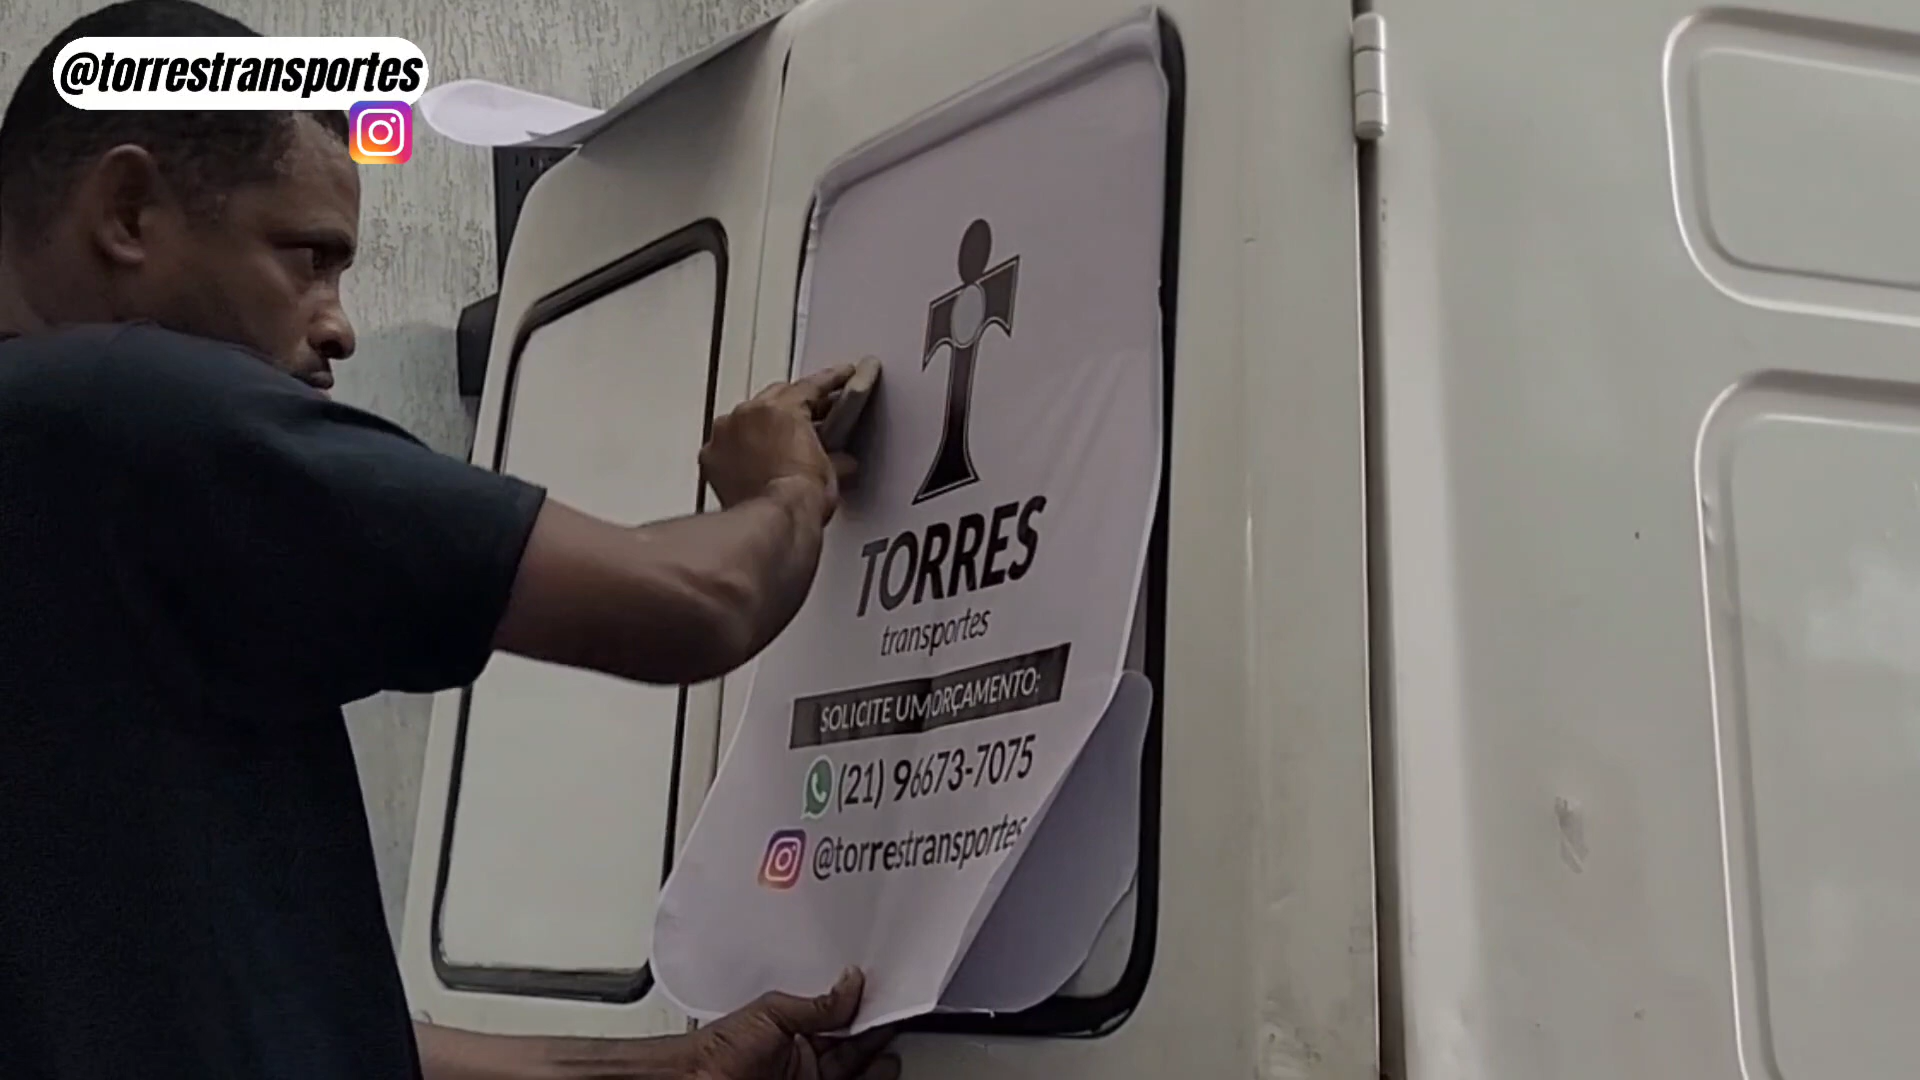 @torrestransportes
TORRES
transportes
SOLICITE UM ORÇAMENTO:
(21) 96673-7075
@torrestransportes